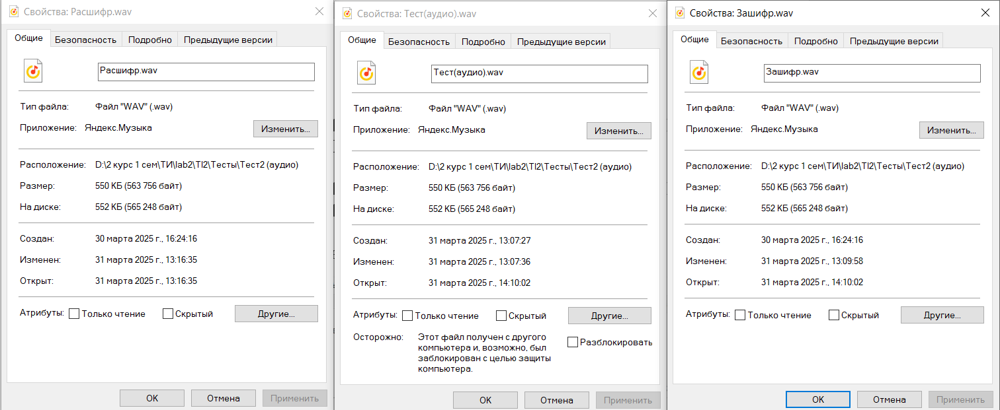 Свойства: Расшифр.wav
Общие Безопасность Подробно Предыдущие версии
Расшифр.wav
Тип файла: Файл "WAV" (.wav)
Приложение: Яндекс.Музыка Изменить...
Расположение: D:\2 курс 1 сем\ТИ\lab2\TI2\Тесты\Тест2 (аудио)
Размер: 550 КБ (563 756 байт)
На диске: 552 КБ (565 248 байт)
Создан: 30 марта 2025 г., 16:24:16
Изменен: 31 марта 2025 г., 13:16:35
Открыт: 31 марта 2025 г., 13:16:35
Атрибуты: Только чтение Скрытый Другие...
ОК Отмена Применить
Свойства: Тест(аудио).wav
Общие Безопасность Подробно Предыдущие версии
Тест(аудио).wav
Тип файла: Файл "WAV" (.wav)
Приложение: Яндекс.Музыка Изменить...
Расположение: D:\2 курс 1 сем\ТИ\lab2\TI2\Тесты\Тест2 (аудио)
Размер: 550 КБ (563 756 байт)
На диске: 552 КБ (565 248 байт)
Создан: 31 марта 2025 г., 13:07:27
Изменен: 31 марта 2025 г., 13:07:36
Открыт: 31 марта 2025 г., 14:10:02
Атрибуты: Только чтение Скрытый Другие...
Осторожно: Этот файл получен с другого Разблокировать
компьютера и, возможно, был
заблокирован с целью защиты
компьютера.
ОК Отмена Применить
Свойства: Зашифр.wav
Общие Безопасность Подробно Предыдущие версии
Зашифр.wav
Тип файла: Файл "WAV" (.wav)
Приложение: Яндекс.Музыка Изменить...
Расположение: D:\2 курс 1 сем\ТИ\lab2\TI2\Тесты\Тест2 (аудио)
Размер: 550 КБ (563 756 байт)
На диске: 552 КБ (565 248 байт)
Создан: 30 марта 2025 г., 16:24:16
Изменен: 31 марта 2025 г., 13:09:58
Открыт: 31 марта 2025 г., 14:10:02
Атрибуты: Только чтение Скрытый Другие...
ОК Отмена Применить